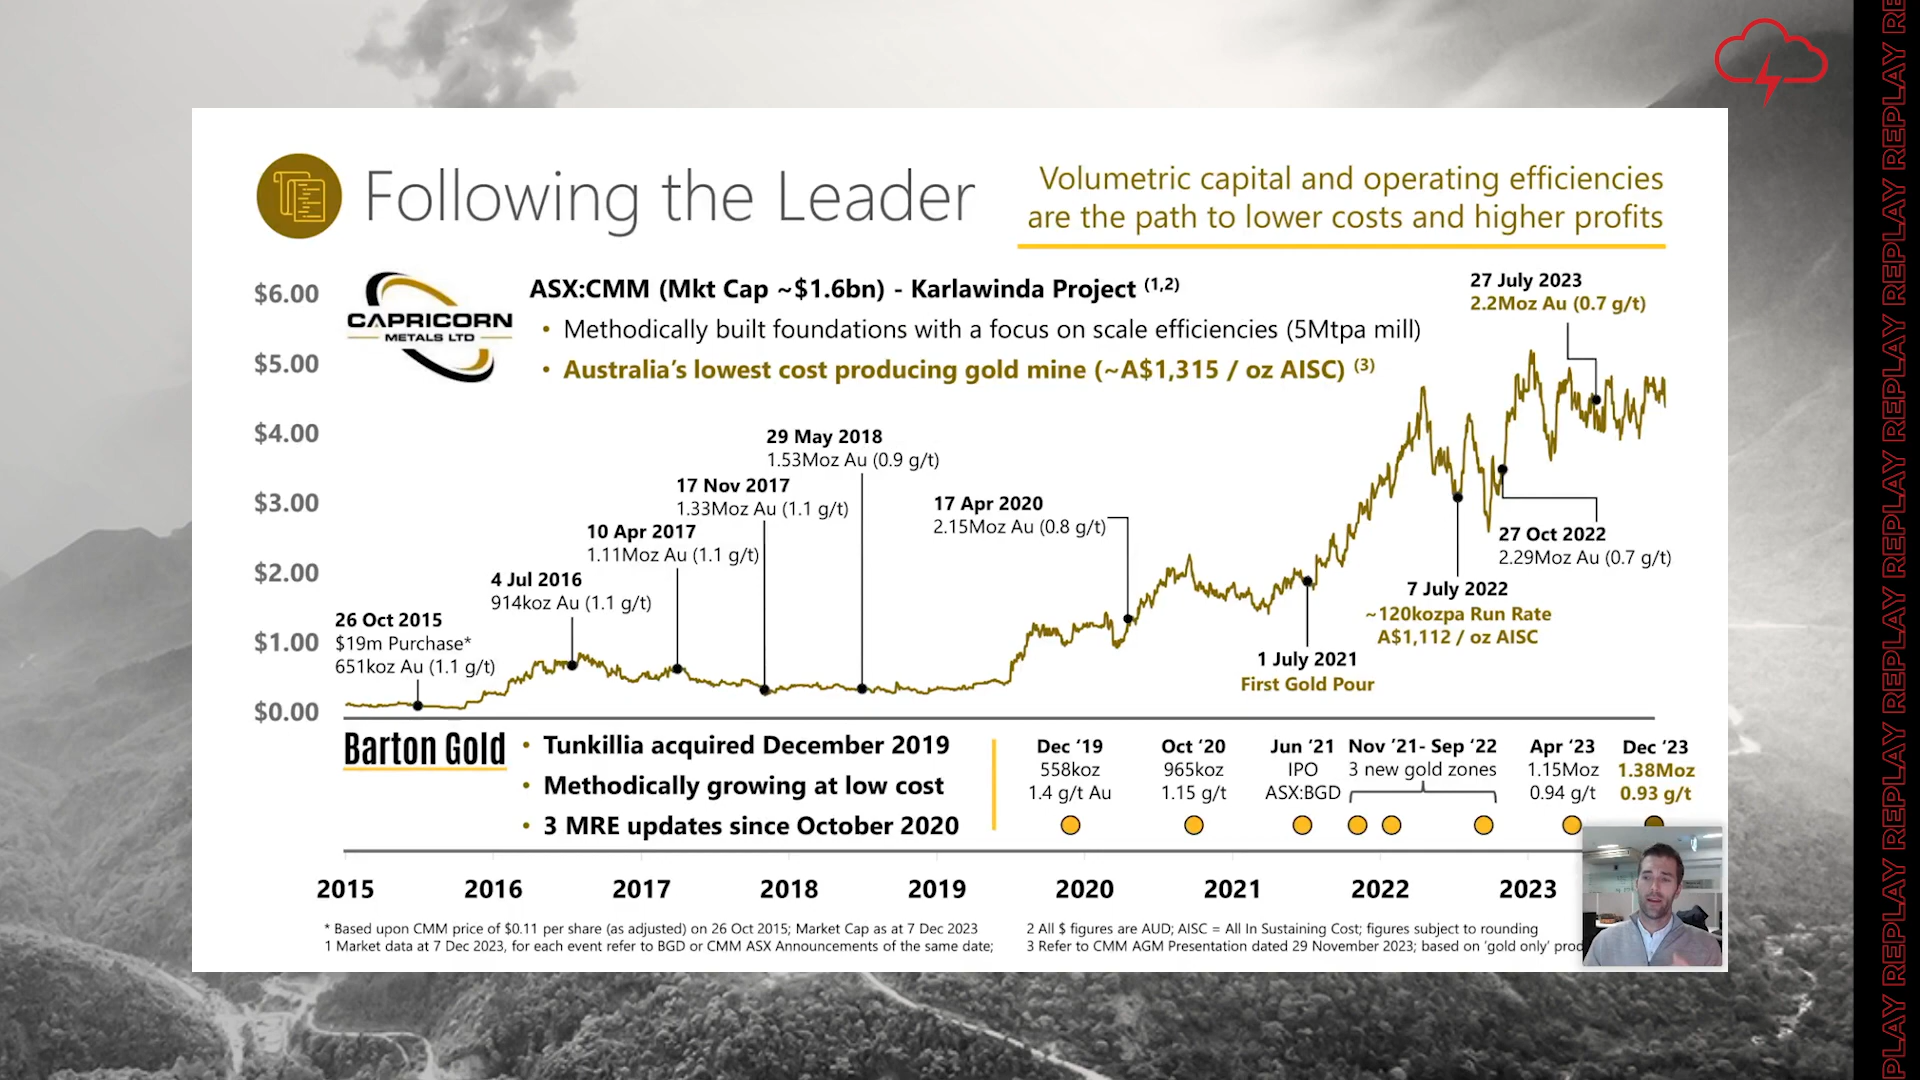 Following the Leader
Volumetric capital and operating efficiencies
are the path to lower costs and higher profits
$6.00
$5.00
$4.00
$3.00
$2.00
$1.00
$0.00
CAPRICORN
METALS LTD
ASX:CMM (Mkt Cap ~$1.6bn) - Karlawinda Project (1,2)
• Methodically built foundations with a focus on scale efficiencies (5Mtpa mill)
• Australia's lowest cost producing gold mine (~A$1,315 / oz AISC) (3)
26 Oct 2015
$19m Purchase*
651koz Au (1.1 g/t)
4 Jul 2016
914koz Au (1.1 g/t)
10 Apr 2017
1.11Moz Au (1.1 g/t)
17 Nov 2017
1.33Moz Au (1.1 g/t)
29 May 2018
1.53Moz Au (0.9 g/t)
17 Apr 2020
2.15Moz Au (0.8 g/t)
1 July 2021
First Gold Pour
7 July 2022
~120kozpa Run Rate
A$1,112 / oz AISC
27 Oct 2022
2.29Moz Au (0.7 g/t)
27 July 2023
2.2Moz Au (0.7 g/t)
Barton Gold
• Tunkillia acquired December 2019
• Methodically growing at low cost
• 3 MRE updates since October 2020
Dec '19
558koz
1.4 g/t Au
Oct '20
965koz
1.15 g/t
Jun '21
IPO
ASX:BGD
Nov '21- Sep '22
3 new gold zones
Apr '23
1.15Moz
0.94 g/t
Dec '23
1.38Moz
0.93 g/t
2015 2016 2017 2018 2019 2020 2021 2022 2023
* Based upon CMM price of $0.11 per share (as adjusted) on 26 Oct 2015; Market Cap as at 7 Dec 2023
1 Market data at 7 Dec 2023, for each event refer to BGD or CMM ASX Announcements of the same date;
2 All $ figures are AUD; AISC = All In Sustaining Cost; figures subject to rounding
3 Refer to CMM AGM Presentation dated 29 November 2023; based on 'gold only' prod
PLAY REPLAY REPLAY REPLAY REPLAY REPLAY REPLAY RE